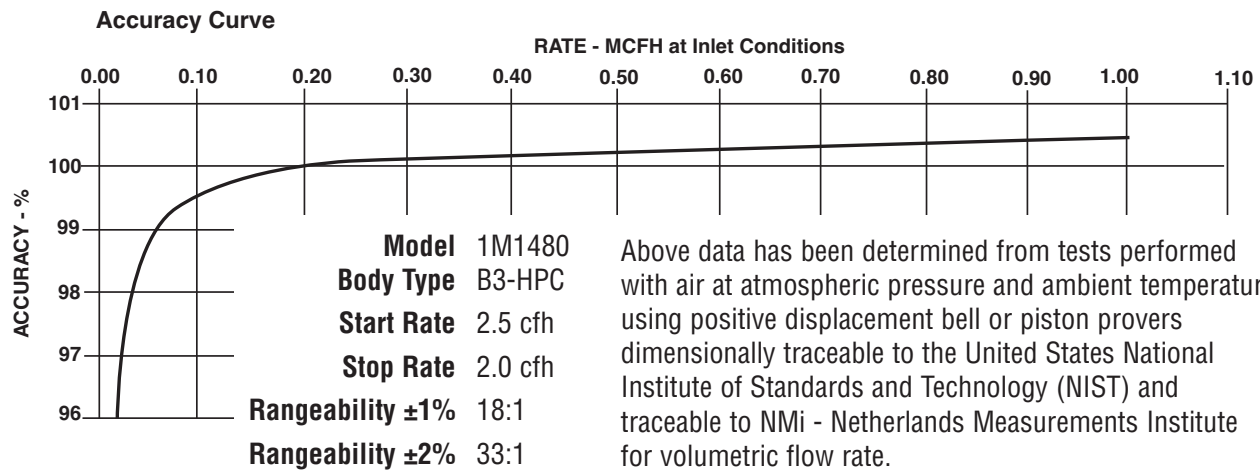 Accuracy Curve
RATE - MCFH at Inlet Conditions
0.00 0.10 0.20 0.30 0.40 0.50 0.60 0.70 0.80 0.90 1.00 1.10
101
100
99
98
97
96
ACCURACY - %
Model 1M1480
Body Type B3-HPC
Start Rate 2.5 cfh
Stop Rate 2.0 cfh
Rangeability ±1% 18:1
Rangeability ±2% 33:1
Above data has been determined from tests performed
with air at atmospheric pressure and ambient temperatur
using positive displacement bell or piston provers
dimensionally traceable to the United States National
Institute of Standards and Technology (NIST) and
traceable to NMi - Netherlands Measurements Institute
for volumetric flow rate.